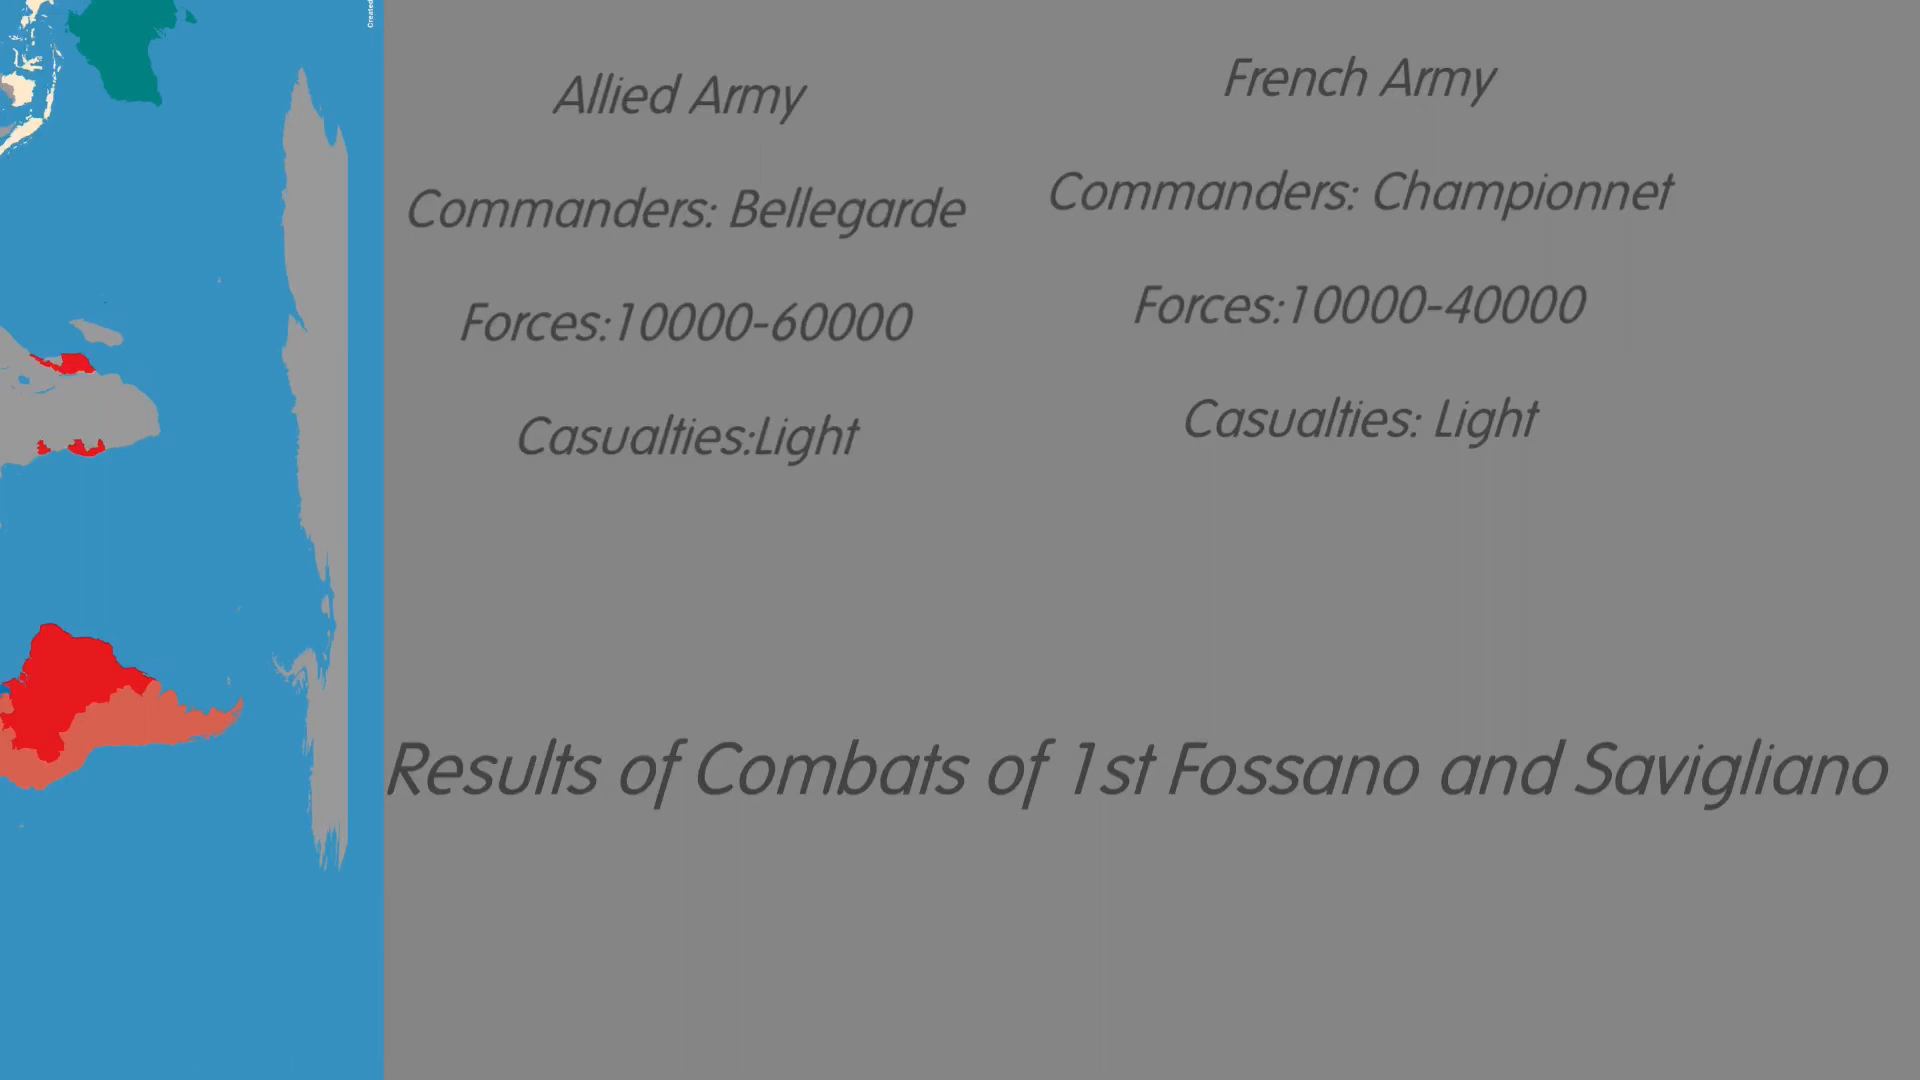 Created
Allied Army
Commanders: Bellegarde
Forces:10000-60000
Casualties:Light
French Army
Commanders: Championnet
Forces:10000-40000
Casualties: Light
Results of Combats of 1st Fossano and Savigliano